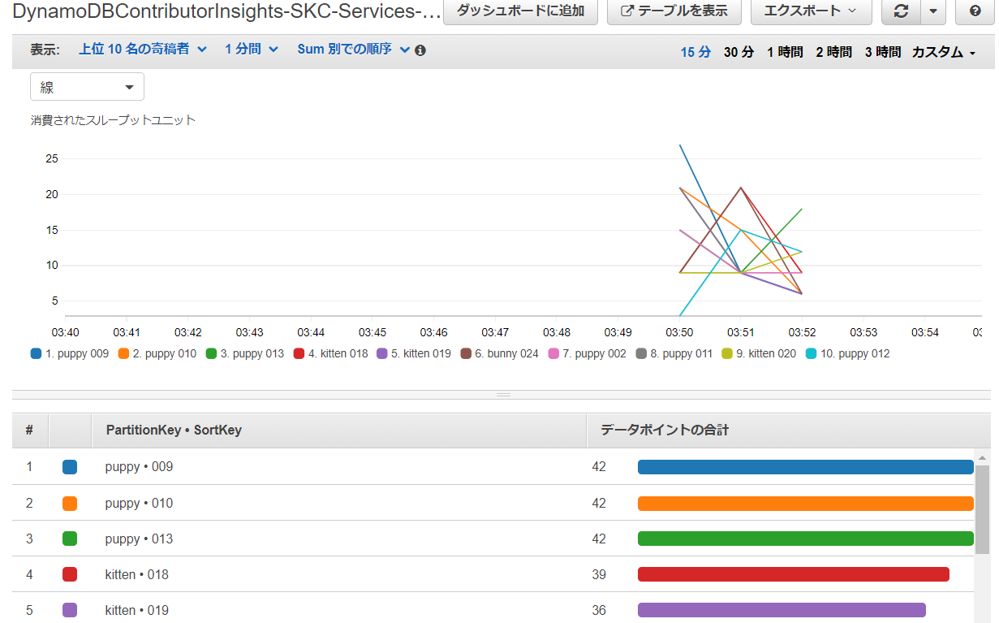 DynamoDBContributorInsights-SKC-Services-... ダッシュボードに追加 テーブルを表示 エクスポート
表示: 上位 10 名の寄稿者 1 分間 Sum 別での順序 15 分 30 分 1 時間 2 時間 3 時間 カスタム
線
消費されたスループットユニット
25
20
15
10
5
03:40 03:41 03:42 03:43 03:44 03:45 03:46 03:47 03:48 03:49 03:50 03:51 03:52 03:53 03:54
1. puppy 009 2. puppy 010 3. puppy 013 4. kitten 018 5. kitten 019 6. bunny 024 7. puppy 002 8. puppy 011 9. kitten 020 10. puppy 012
# PartitionKey • SortKey データポイントの合計
1 puppy • 009 42
2 puppy • 010 42
3 puppy • 013 42
4 kitten • 018 39
5 kitten • 019 36